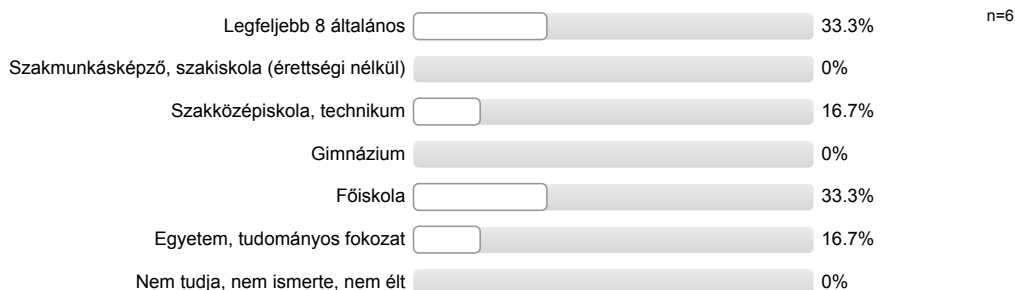 Legfeljebb 8 általános 33.3% n=6
Szakmunkásképző, szakiskola (érettségi nélkül) 0%
Szakközépiskola, technikum 16.7%
Gimnázium 0%
Főiskola 33.3%
Egyetem, tudományos fokozat 16.7%
Nem tudja, nem ismerte, nem élt 0%